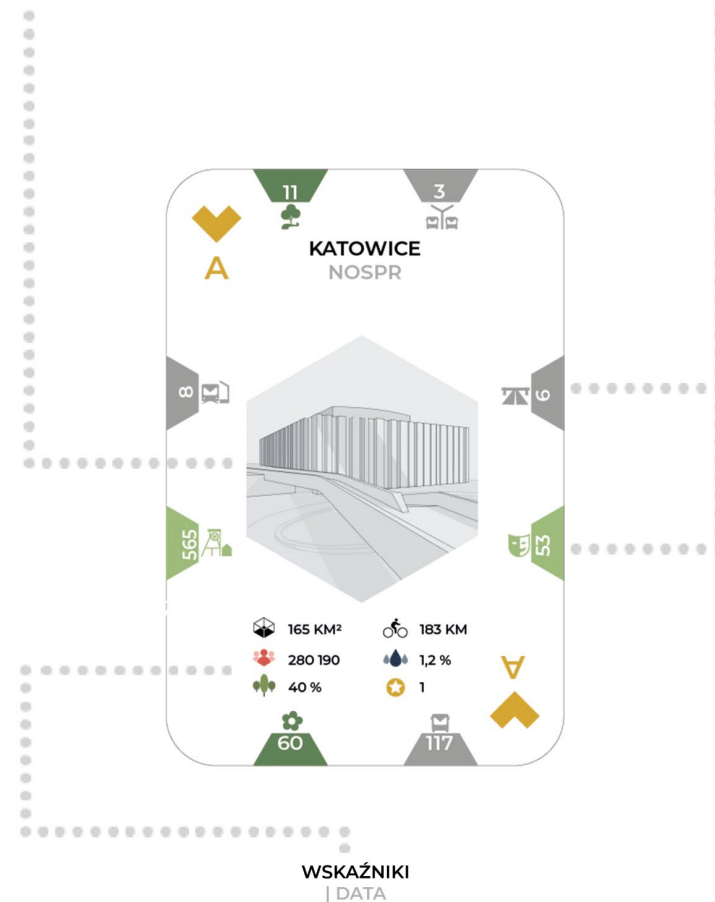 11
3
A
KATOWICE
NOSPR
8
6
565
53
165 KM²
183 KM
280 190
1,2 %
40 %
1
A
60
117
WSKAŹNIKI
| DATA